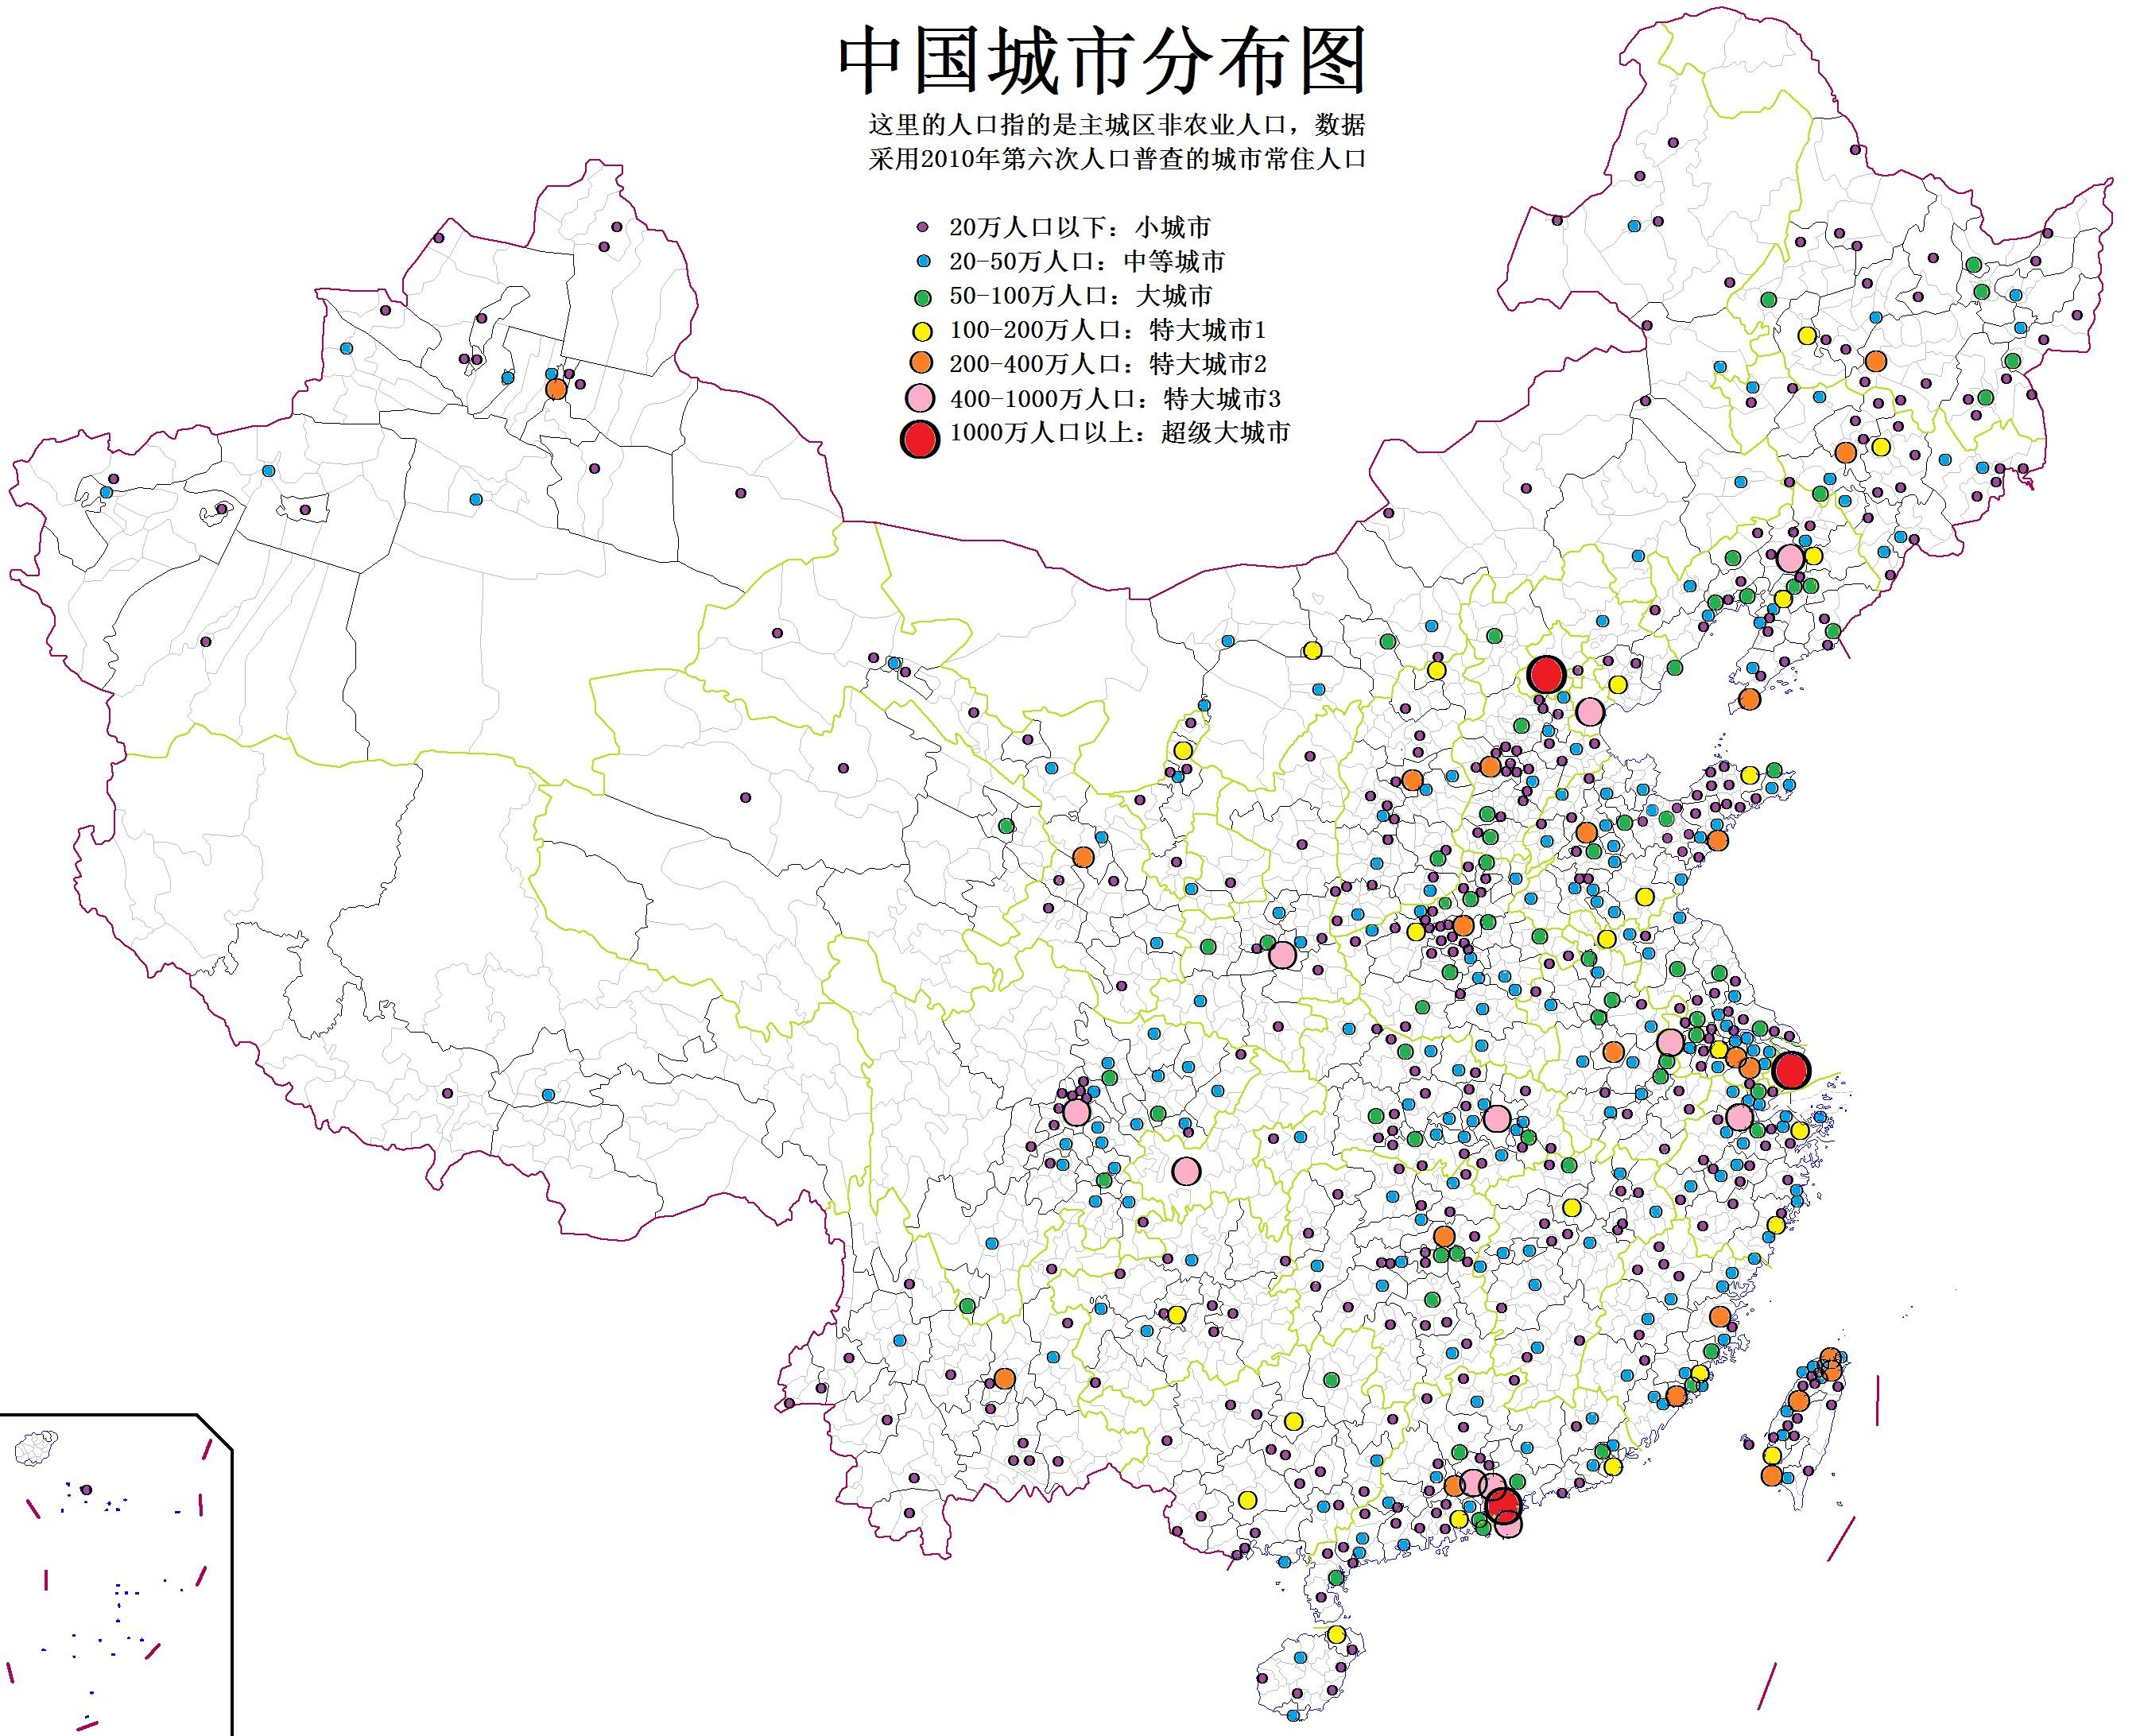 中国城市分布图
这里的人口指的是主城区非农业人口，数据
采用2010年第六次人口普查的城市常住人口
20万人口以下：小城市
20-50万人口：中等城市
50-100万人口：大城市
100-200万人口：特大城市1
200-400万人口：特大城市2
400-1000万人口：特大城市3
1000万人口以上：超级大城市